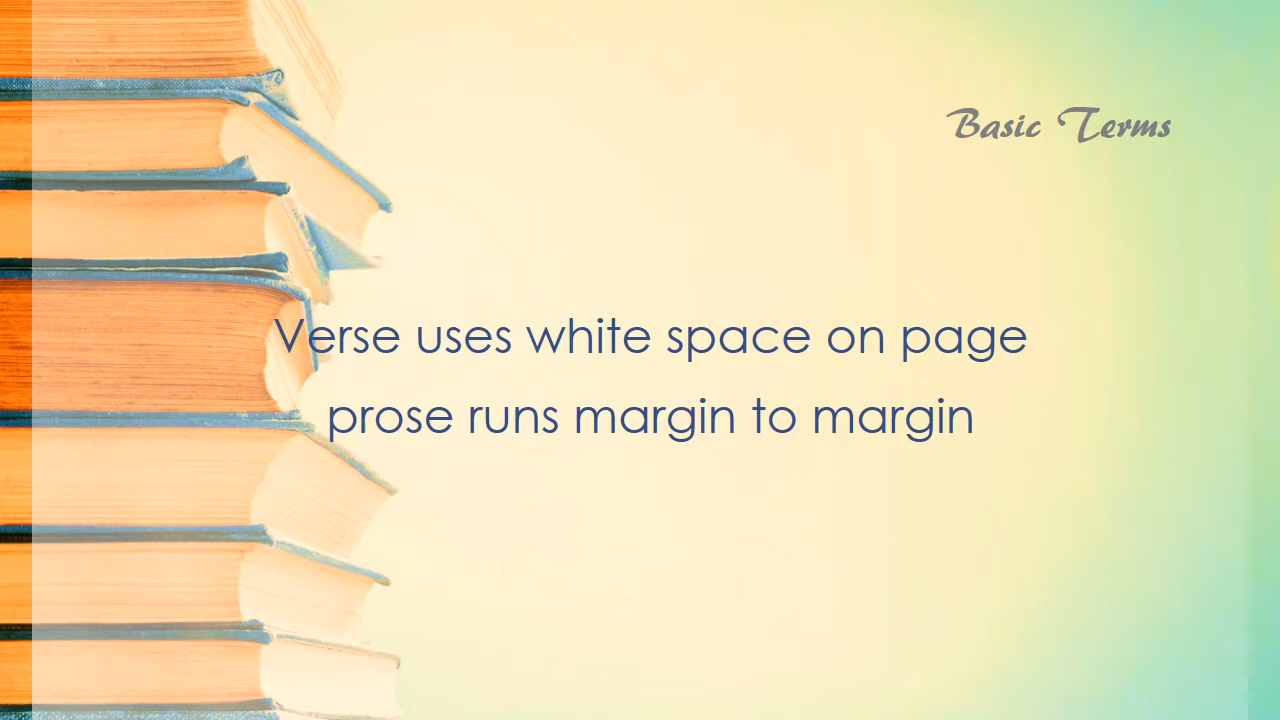 Basic Terms
Verse uses white space on page
prose runs margin to margin